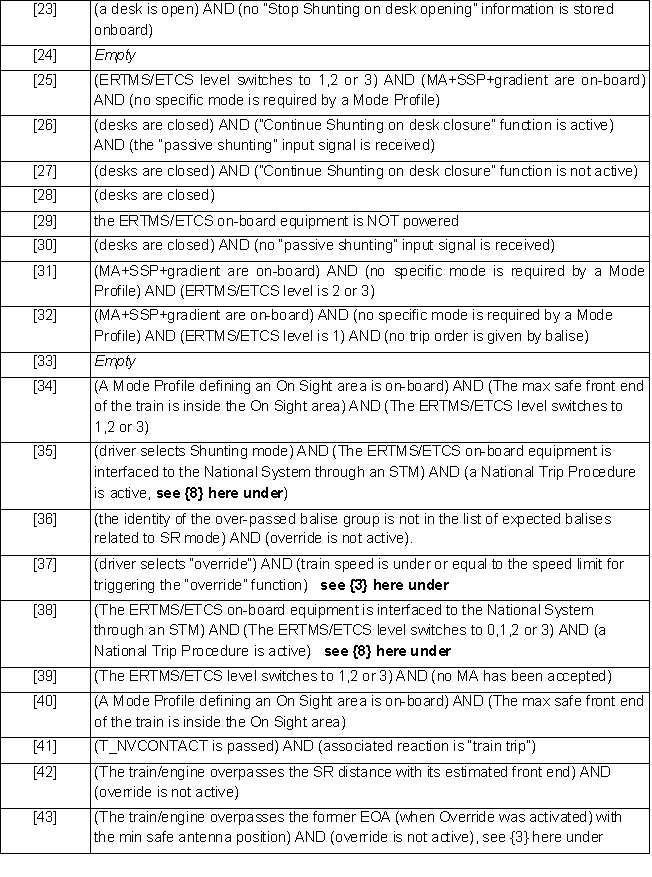 [23] (a desk is open) AND (no "Stop Shunting on desk opening" information is stored
onboard)
[24] Empty
[25] (ERTMS/ETCS level switches to 1,2 or 3) AND (MA+SSP+gradient are on-board)
AND (no specific mode is required by a Mode Profile)
[26] (desks are closed) AND ("Continue Shunting on desk closure" function is active)
AND (the "passive shunting" input signal is received)
[27] (desks are closed) AND ("Continue Shunting on desk closure" function is not active)
[28] (desks are closed)
[29] the ERTMS/ETCS on-board equipment is NOT powered
[30] (desks are closed) AND (no "passive shunting" input signal is received)
[31] (MA+SSP+gradient are on-board) AND (no specific mode is required by a Mode
Profile) AND (ERTMS/ETCS level is 2 or 3)
[32] (MA+SSP+gradient are on-board) AND (no specific mode is required by a Mode
Profile) AND (ERTMS/ETCS level is 1) AND (no trip order is given by balise)
[33] Empty
[34] (A Mode Profile defining an On Sight area is on-board) AND (The max safe front end
of the train is inside the On Sight area) AND (The ERTMS/ETCS level switches to
1,2 or 3)
[35] (driver selects Shunting mode) AND (The ERTMS/ETCS on-board equipment is
interfaced to the National System through an STM) AND (a National Trip Procedure
is active, see {8} here under)
[36] (the identity of the over-passed balise group is not in the list of expected balises
related to SR mode) AND (override is not active).
[37] (driver selects "override") AND (train speed is under or equal to the speed limit for
triggering the "override" function) see {3} here under
[38] (The ERTMS/ETCS on-board equipment is interfaced to the National System
through an STM) AND (The ERTMS/ETCS level switches to 0,1,2 or 3) AND (a
National Trip Procedure is active) see {8} here under
[39] (The ERTMS/ETCS level switches to 1,2 or 3) AND (no MA has been accepted)
[40] (A Mode Profile defining an On Sight area is on-board) AND (The max safe front end
of the train is inside the On Sight area)
[41] (T_NVCONTACT is passed) AND (associated reaction is "train trip")
[42] (The train/engine overpasses the SR distance with its estimated front end) AND
(override is not active)
[43] (The train/engine overpasses the former EOA (when Override was activated) with
the min safe antenna position) AND (override is not active), see {3} here under